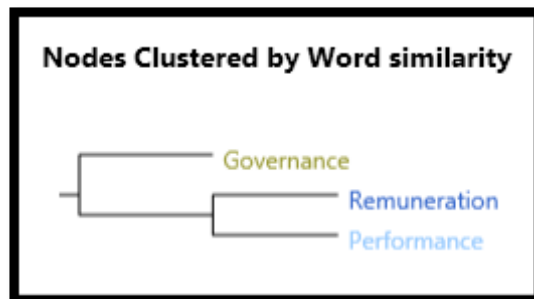 Nodes Clustered by Word similarity
Governance
Remuneration
Performance